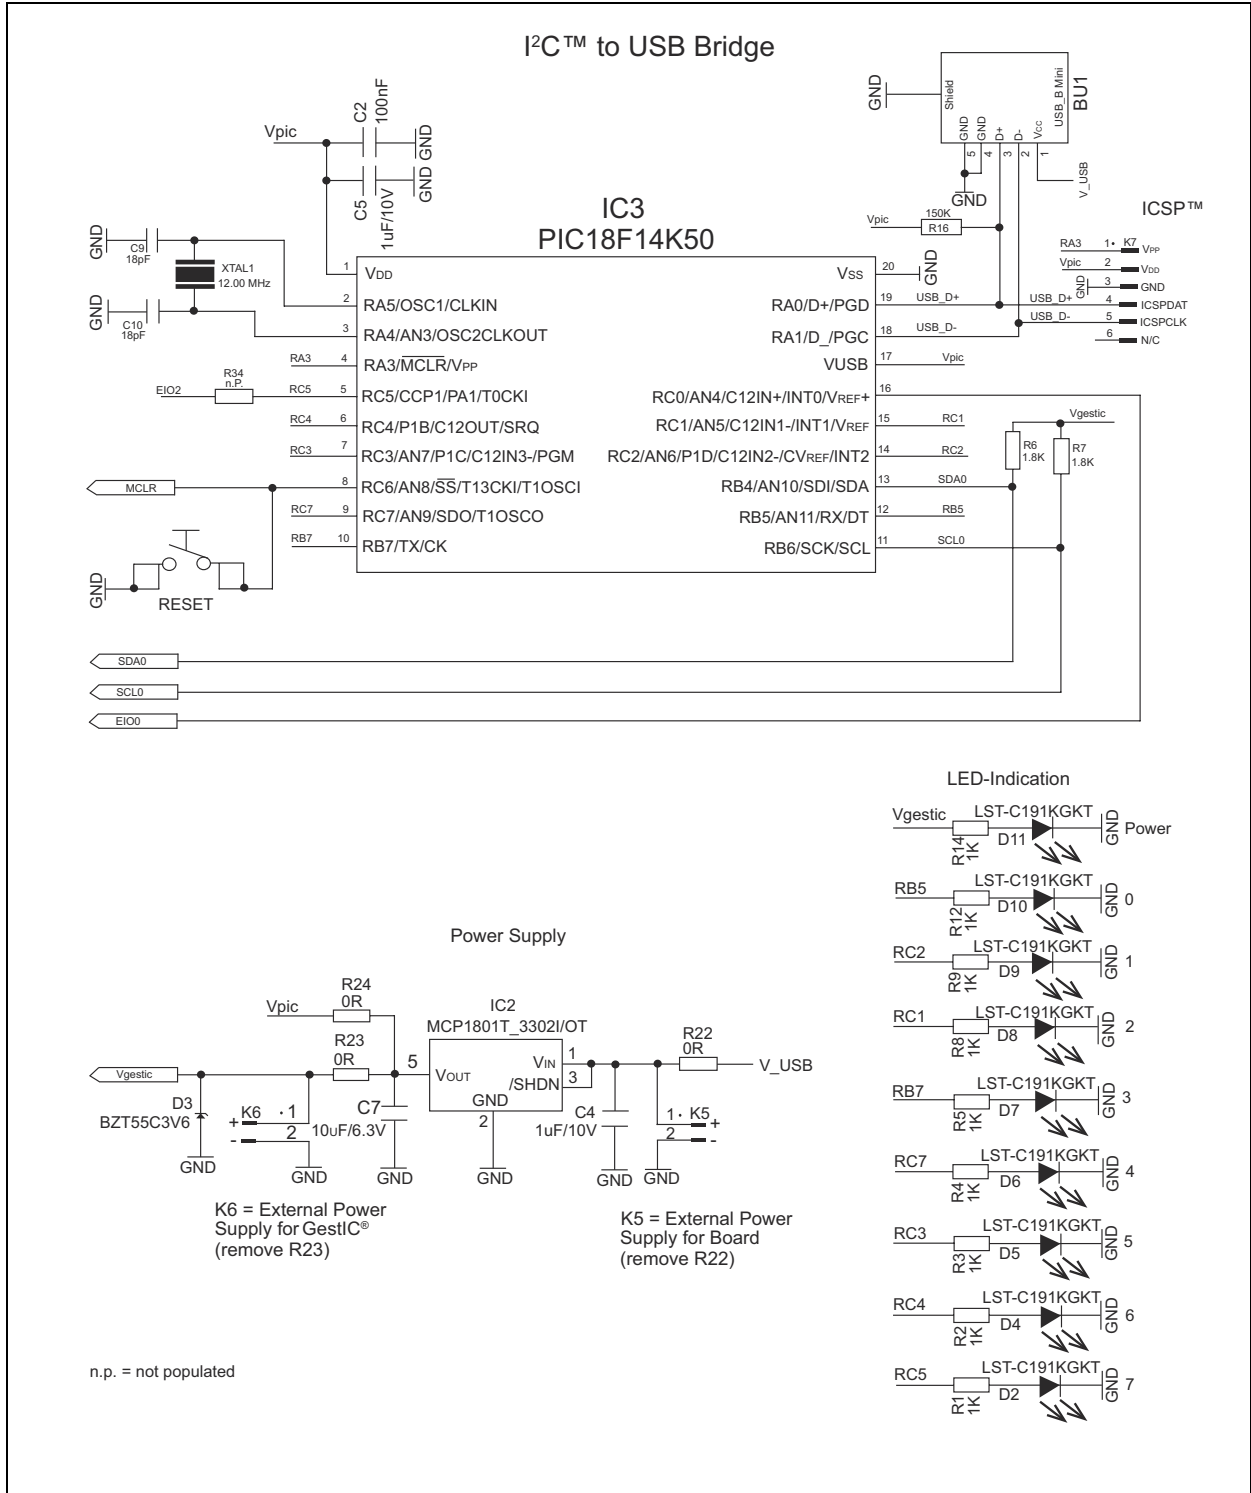 I²C™ to USB Bridge
Vpic
C2
100nF
GND
C5
1uF/10V
GND
GND
C9
18pF
XTAL1
12.00 MHz
GND
C10
18pF
IC3
PIC18F14K50
GND
Shield
USB_B Mini
BU1
GND
GND
D+
D-
Vcc
5
4
3
2
1
GND
V_USB
Vpic
150K
R16
ICSP™
RA3 1· K7 VPP
Vpic 2 VDD
GND 3 GND
USB_D+ 4 ICSPDAT
USB_D- 5 ICSPCLK
6 N/C
1 VDD
2 RA5/OSC1/CLKIN
3 RA4/AN3/OSC2CLKOUT
RA3 4 RA3/MCLR/VPP
EIO2 R34 n.P. RC5 5 RC5/CCP1/PA1/T0CKI
RC4 6 RC4/P1B/C12OUT/SRQ
RC3 7 RC3/AN7/P1C/C12IN3-/PGM
MCLR 8 RC6/AN8/SS/T13CKI/T1OSCI
RC7 9 RC7/AN9/SDO/T1OSCO
RB7 10 RB7/TX/CK
VSS 20 GND
RA0/D+/PGD 19 USB_D+
RA1/D_/PGC 18 USB_D-
VUSB 17 Vpic
RC0/AN4/C12IN+/INT0/VREF+ 16
RC1/AN5/C12IN1-/INT1/VREF 15 RC1
RC2/AN6/P1D/C12IN2-/CVREF/INT2 14 RC2
RB4/AN10/SDI/SDA 13 SDA0
RB5/AN11/RX/DT 12 RB5
RB6/SCK/SCL 11 SCL0
Vgestic
R6
1.8K
R7
1.8K
GND
RESET
SDA0
SCL0
EIO0
LED-Indication
Vgestic R14 1K LST-C191KGKT D11 GND Power
RB5 R12 1K LST-C191KGKT D10 GND 0
RC2 R9 1K LST-C191KGKT D9 GND 1
RC1 R8 1K LST-C191KGKT D8 GND 2
RB7 R5 1K LST-C191KGKT D7 GND 3
RC7 R4 1K LST-C191KGKT D6 GND 4
RC3 R3 1K LST-C191KGKT D5 GND 5
RC4 R2 1K LST-C191KGKT D4 GND 6
RC5 R1 1K LST-C191KGKT D2 GND 7
Power Supply
Vpic
R24
0R
R23
0R
IC2
MCP1801T_3302I/OT
5 VOUT
VIN 1
/SHDN 3
GND
2
GND
R22
0R
V_USB
Vgestic
D3
BZT55C3V6
GND
+ K6 · 1
- 2
GND
C7
10uF/6.3V
GND
C4
1uF/10V
GND
1 · K5 +
2 -
GND
K6 = External Power
Supply for GestIC®
(remove R23)
K5 = External Power
Supply for Board
(remove R22)
n.p. = not populated